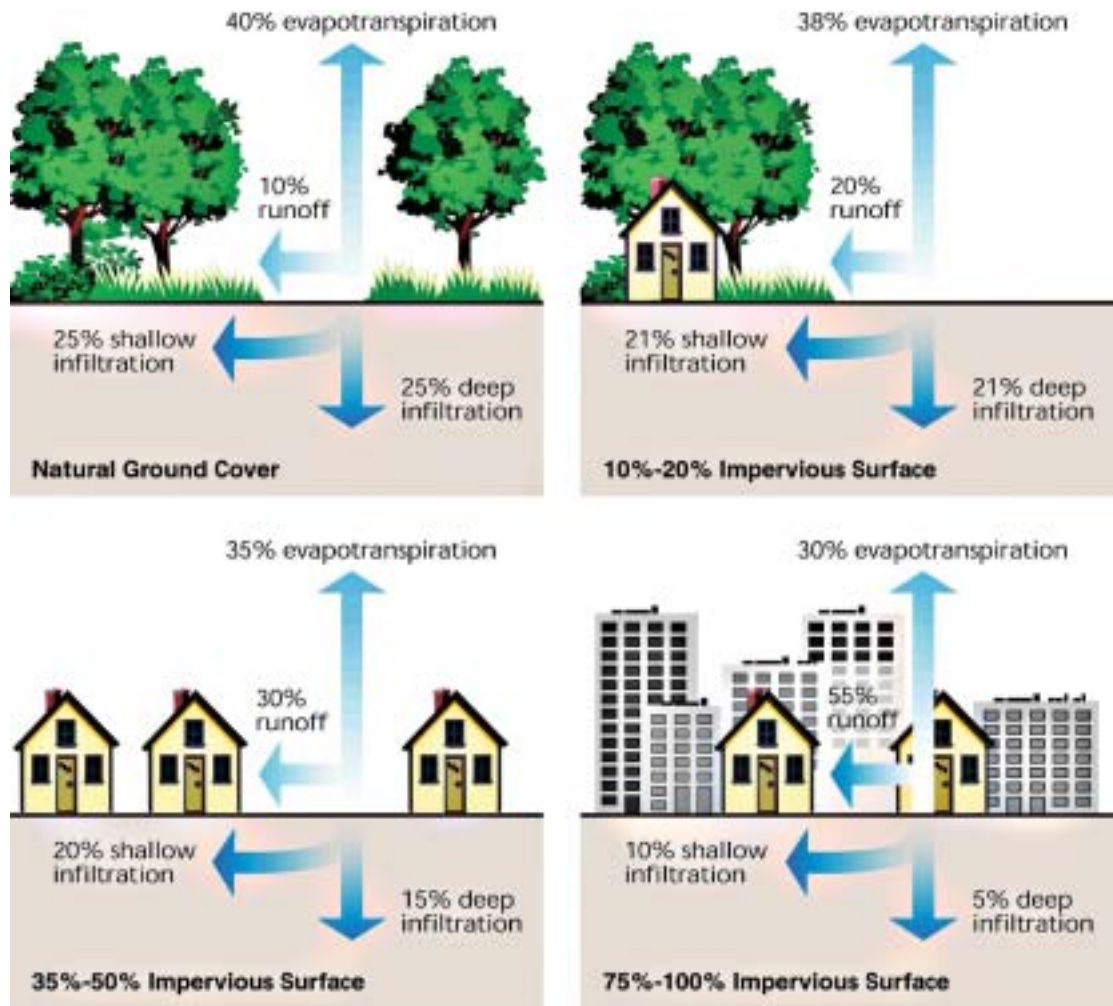 40% evapotranspiration
10%
runoff
25% shallow
infiltration
25% deep
infiltration
Natural Ground Cover
38% evapotranspiration
20%
runoff
21% shallow
infiltration
21% deep
infiltration
10%-20% Impervious Surface
35% evapotranspiration
30%
runoff
20% shallow
infiltration
15% deep
infiltration
35%-50% Impervious Surface
30% evapotranspiration
55%
runoff
10% shallow
infiltration
5% deep
infiltration
75%-100% Impervious Surface